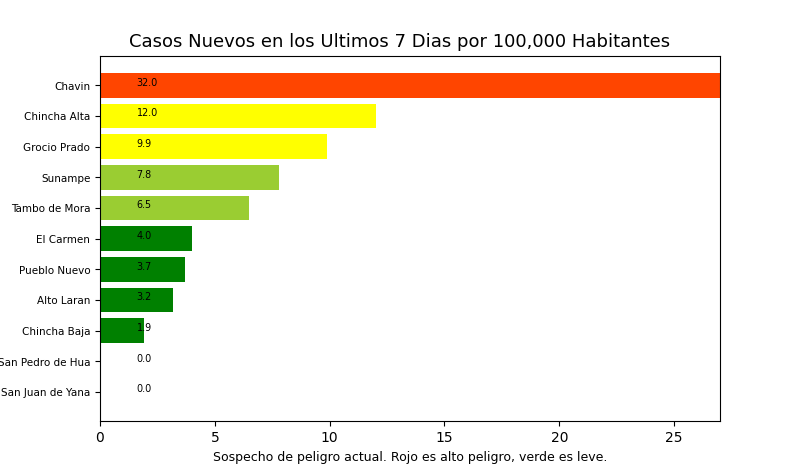 Casos Nuevos en los Ultimos 7 Dias por 100,000 Habitantes
Chavin 32.0
Chincha Alta 12.0
Grocio Prado 9.9
Sunampe 7.8
Tambo de Mora 6.5
El Carmen 4.0
Pueblo Nuevo 3.7
Alto Laran 3.2
Chincha Baja 1.9
San Pedro de Hua 0.0
San Juan de Yana 0.0
0 5 10 15 20 25
Sospecho de peligro actual. Rojo es alto peligro, verde es leve.